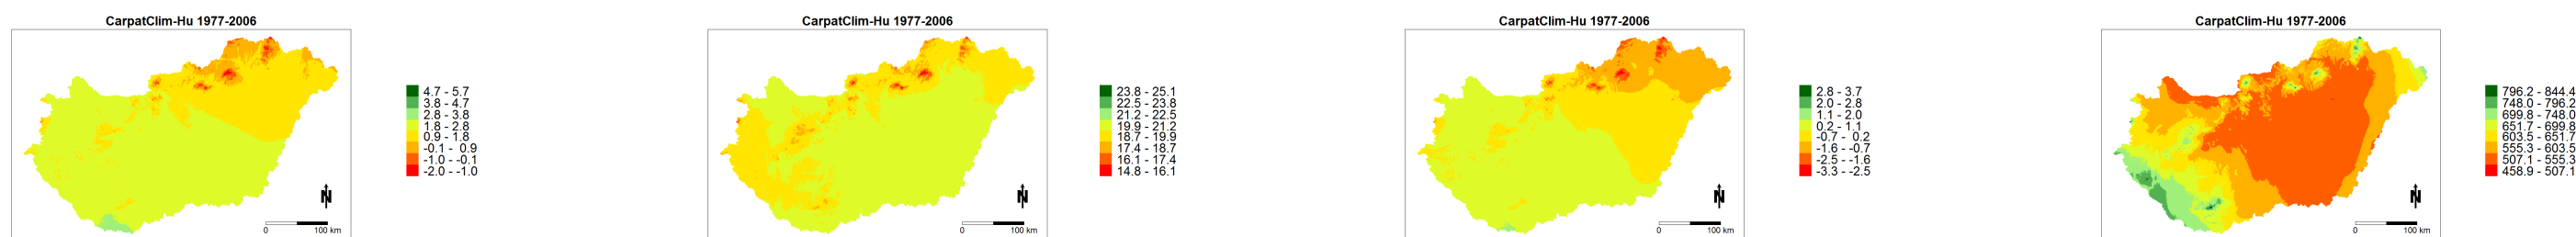 CarpatClim-Hu 1977-2006
4.7 - 5.7
3.8 - 4.7
2.8 - 3.8
1.8 - 2.8
0.9 - 1.8
-0.1 - 0.9
-1.0 - -0.1
-2.0 - -1.0
N
0 100 km
CarpatClim-Hu 1977-2006
23.8 - 25.1
22.5 - 23.8
21.2 - 22.5
19.9 - 21.2
18.7 - 19.9
17.4 - 18.7
16.1 - 17.4
14.8 - 16.1
N
0 100 km
CarpatClim-Hu 1977-2006
2.8 - 3.7
2.0 - 2.8
1.1 - 2.0
0.2 - 1.1
-0.7 - 0.2
-1.6 - -0.7
-2.5 - -1.6
-3.3 - -2.5
N
0 100 km
CarpatClim-Hu 1977-2006
796.2 - 844.4
748.0 - 796.2
699.8 - 748.0
651.7 - 699.8
603.5 - 651.7
555.3 - 603.5
507.1 - 555.3
458.9 - 507.1
N
0 100 km